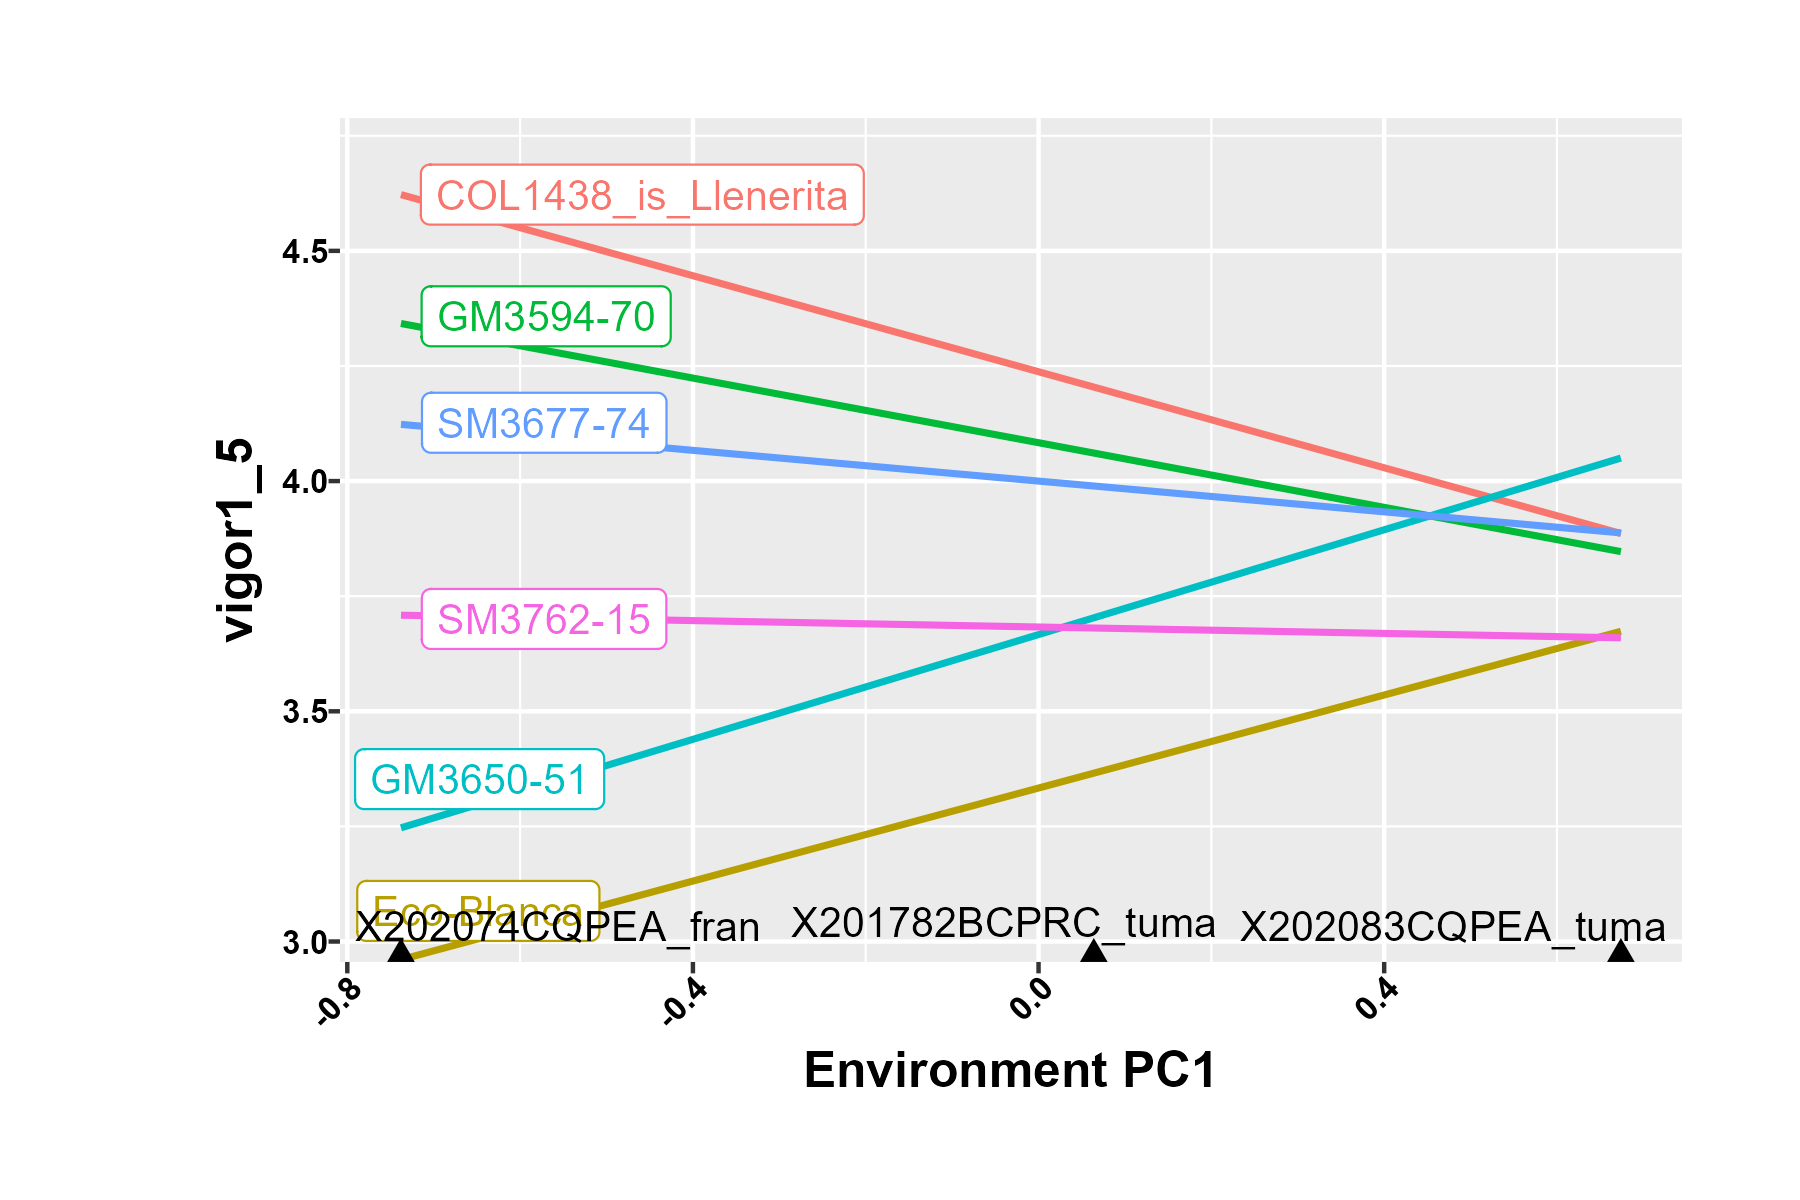 COL1438_is_Llenerita
4.5
GM3594-70
SM3677-74
4.0
vigor1_5
SM3762-15
3.5
GM3650-51
Eco-Blanca
X202074CQPEA_fran
X201782BCPRC_tuma
X202083CQPEA_tuma
3.0
-0.8
-0.4
0.0
0.4
Environment PC1